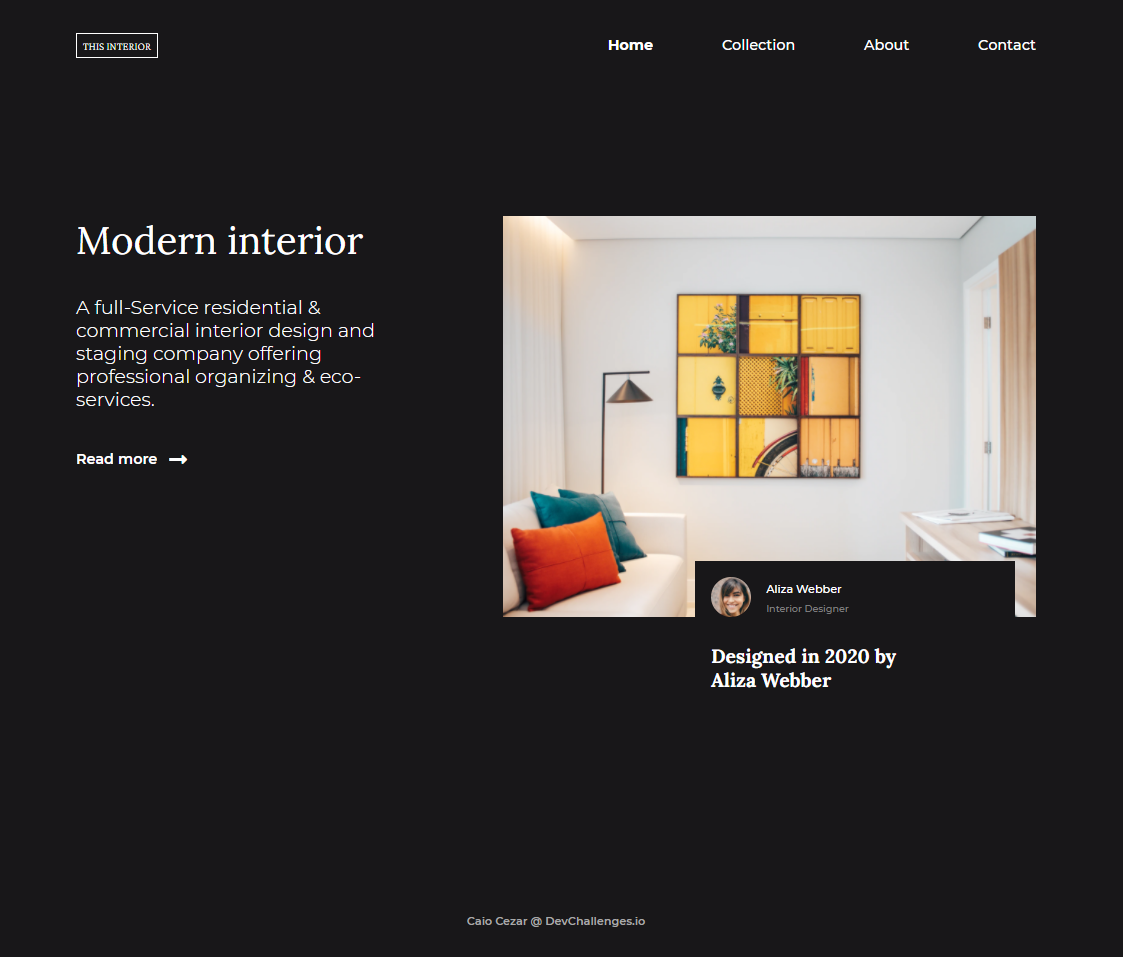 THIS INTERIOR
Home
Collection
About
Contact
Modern interior
A full-Service residential &
commercial interior design and
staging company offering
professional organizing & eco-
services.
Read more
Aliza Webber
Interior Designer
Designed in 2020 by
Aliza Webber
Caio Cezar @ DevChallenges.io